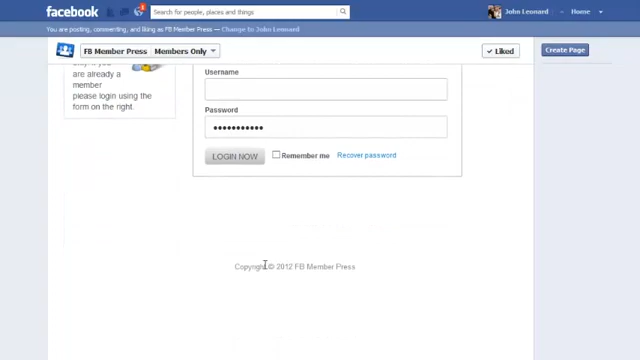 facebook
1
Search for people, places and things
John Leonard
Home
You are posting, commenting, and liking as FB Member Press — Change to John Leonard
FB Member Press
Members Only
Liked
Create Page
are already a
member
please login using the
form on the right.
Username
Password
LOGIN NOW
Remember me
Recover password
Copyright © 2012 FB Member Press